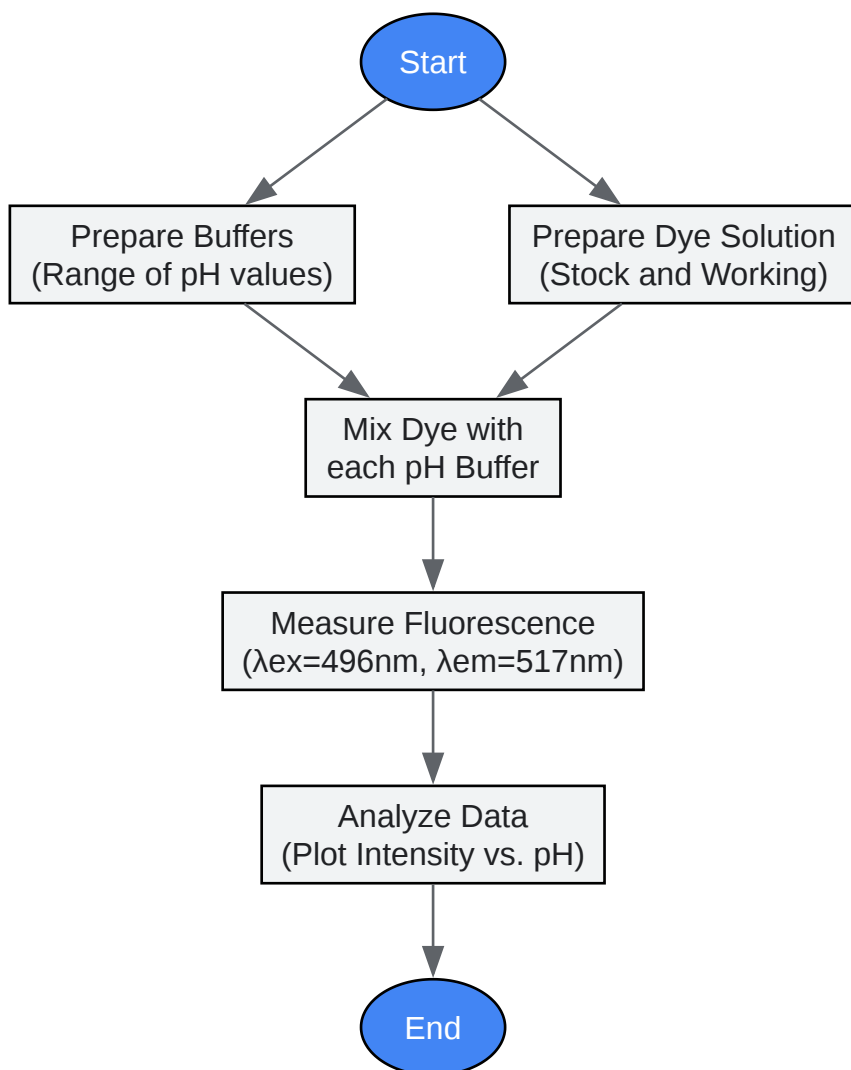 Start
Prepare Buffers
(Range of pH values)
Prepare Dye Solution
(Stock and Working)
Mix Dye with
each pH Buffer
Measure Fluorescence
(λex=496nm, λem=517nm)
Analyze Data
(Plot Intensity vs. pH)
End